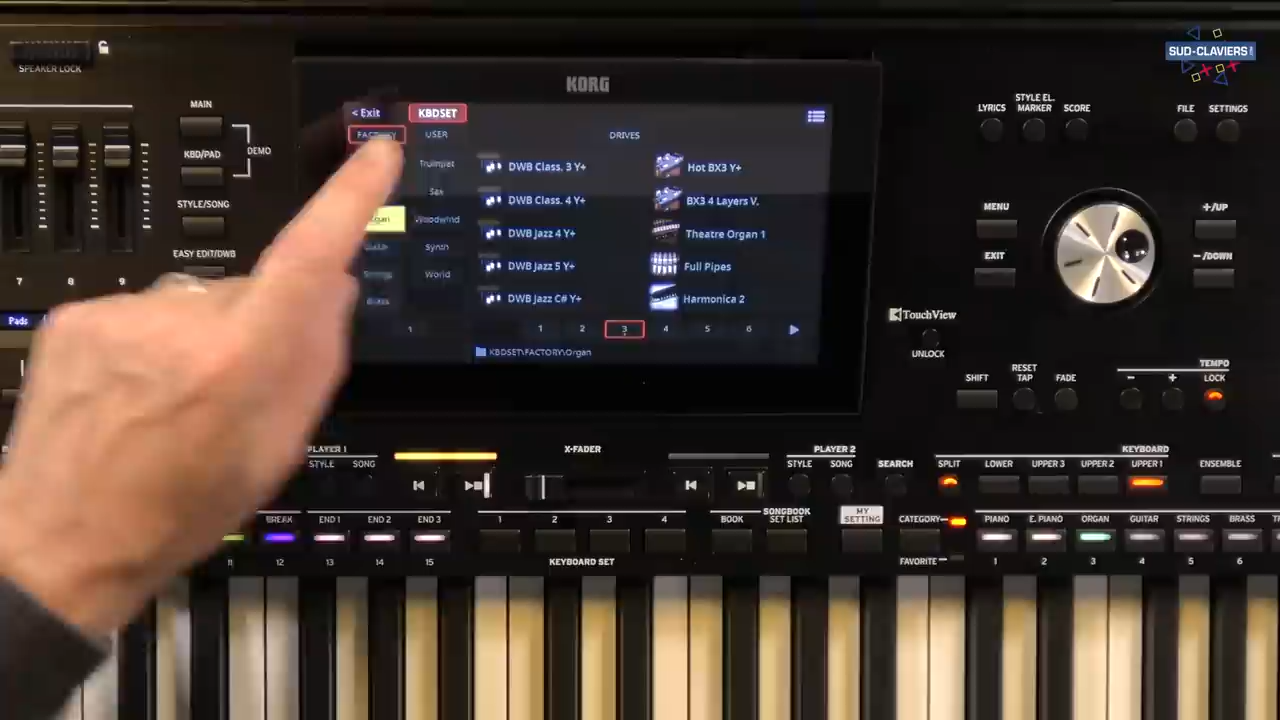 SUD-CLAVIERS
SPEAKER LOCK
MAIN
KBD/PAD
DEMO
STYLE/SONG
EASY EDIT/DWB
7 8 9
Pads
KORG
< Exit KBDSET
FACTORY USER DRIVES
Trumpet
Sax
Woodwind
Synth
World
Strings
Brass
1
DWB Class. 3 Y+ Hot BX3 Y+
DWB Class. 4 Y+ BX3 4 Layers V.
DWB Jazz 4 Y+ Theatre Organ 1
DWB Jazz 5 Y+ Full Pipes
DWB Jazz C# Y+ Harmonica 2
1 2 3 4 5 6
KBDSET\FACTORY\Organ
LYRICS STYLE EL. MARKER SCORE FILE SETTINGS
MENU +/UP
EXIT −/DOWN
TouchView
UNLOCK
TEMPO
SHIFT RESET TAP FADE − + LOCK
PLAYER 1 X-FADER PLAYER 2 KEYBOARD
STYLE SONG STYLE SONG SEARCH SPLIT LOWER UPPER 3 UPPER 2 UPPER 1 ENSEMBLE
BREAK END 1 END 2 END 3 1 2 3 4 BOOK SONGBOOK SET LIST MY SETTING CATEGORY PIANO E. PIANO ORGAN GUITAR STRINGS BRASS
11 12 13 14 15 KEYBOARD SET FAVORITE 1 2 3 4 5 6